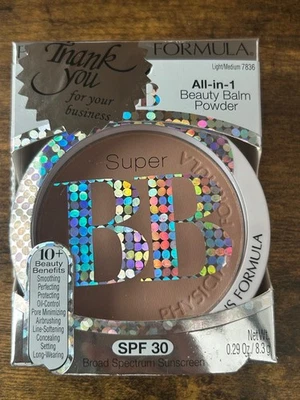 FORMULA
Light/Medium 7836
Thank
you
for your
business
All-in-1
Beauty Balm
Powder
BB
Super
BB
PHYSICIANS FORMULA
10+
Beauty
Benefits
Smoothing
Perfecting
Protecting
Oil-Control
Pore Minimizing
Airbrushing
Line-Softening
Concealing
Setting
Long-Wearing
SPF 30
Broad Spectrum Sunscreen
Net Wt.
0.29 Oz / 8.3 g